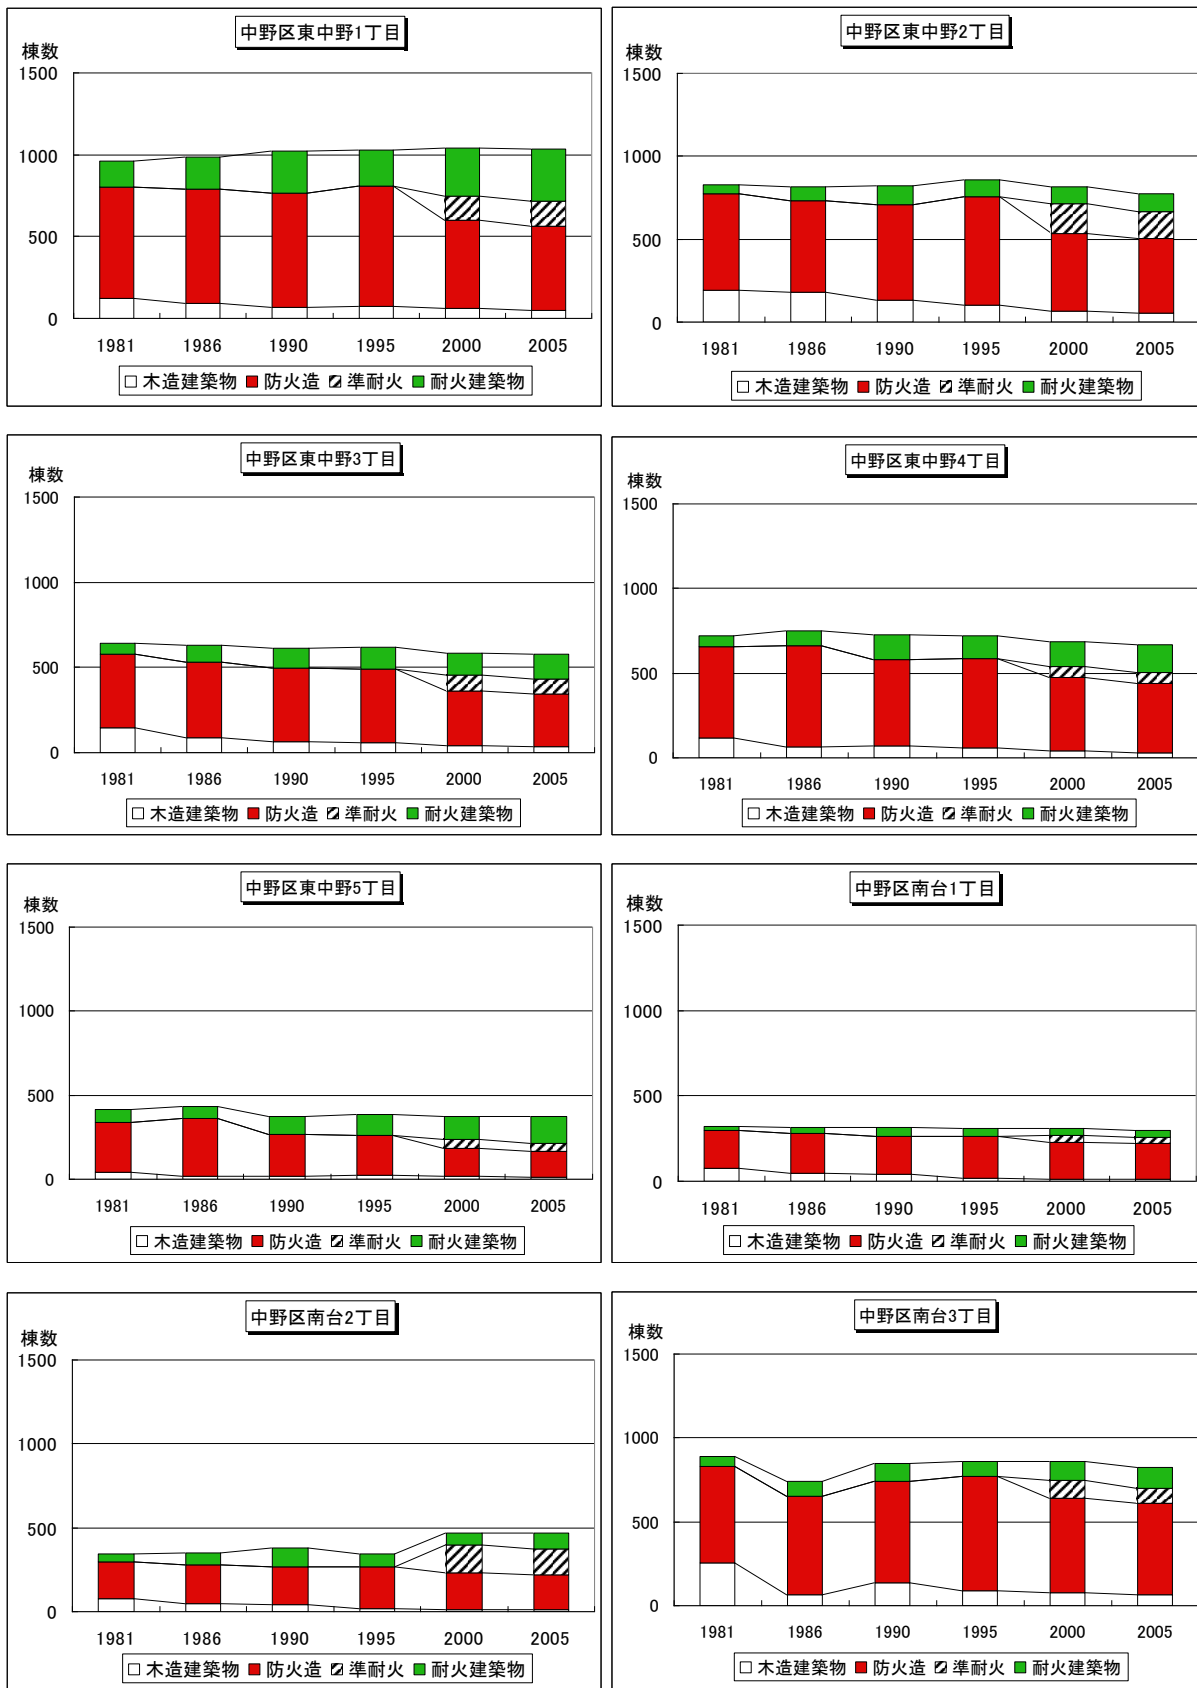 中野区東中野1丁目
棟数
1500
1000
500
0
1981 1986 1990 1995 2000 2005
木造建築物 防火造 準耐火 耐火建築物
中野区東中野2丁目
棟数
1500
1000
500
0
1981 1986 1990 1995 2000 2005
木造建築物 防火造 準耐火 耐火建築物
中野区東中野3丁目
棟数
1500
1000
500
0
1981 1986 1990 1995 2000 2005
木造建築物 防火造 準耐火 耐火建築物
中野区東中野4丁目
棟数
1500
1000
500
0
1981 1986 1990 1995 2000 2005
木造建築物 防火造 準耐火 耐火建築物
中野区東中野5丁目
棟数
1500
1000
500
0
1981 1986 1990 1995 2000 2005
木造建築物 防火造 準耐火 耐火建築物
中野区南台1丁目
棟数
1500
1000
500
0
1981 1986 1990 1995 2000 2005
木造建築物 防火造 準耐火 耐火建築物
中野区南台2丁目
棟数
1500
1000
500
0
1981 1986 1990 1995 2000 2005
木造建築物 防火造 準耐火 耐火建築物
中野区南台3丁目
棟数
1500
1000
500
0
1981 1986 1990 1995 2000 2005
木造建築物 防火造 準耐火 耐火建築物